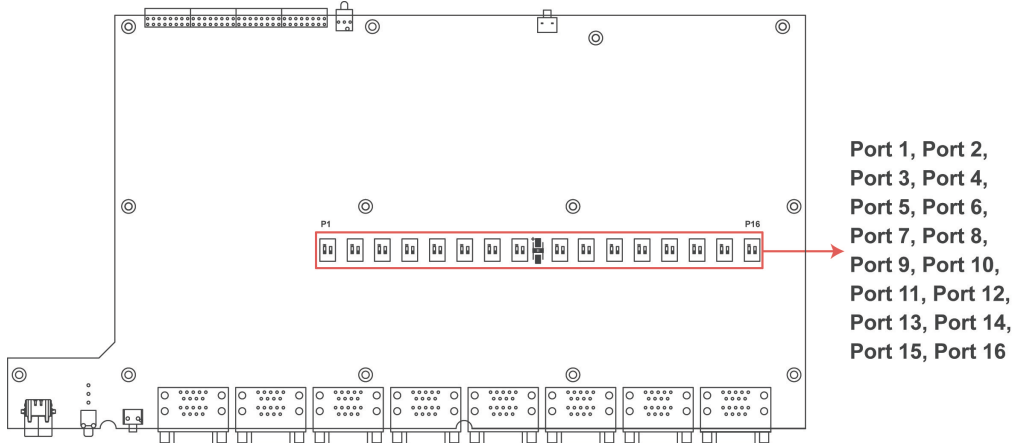 P1
P16
Port 1, Port 2,
Port 3, Port 4,
Port 5, Port 6,
Port 7, Port 8,
Port 9, Port 10,
Port 11, Port 12,
Port 13, Port 14,
Port 15, Port 16